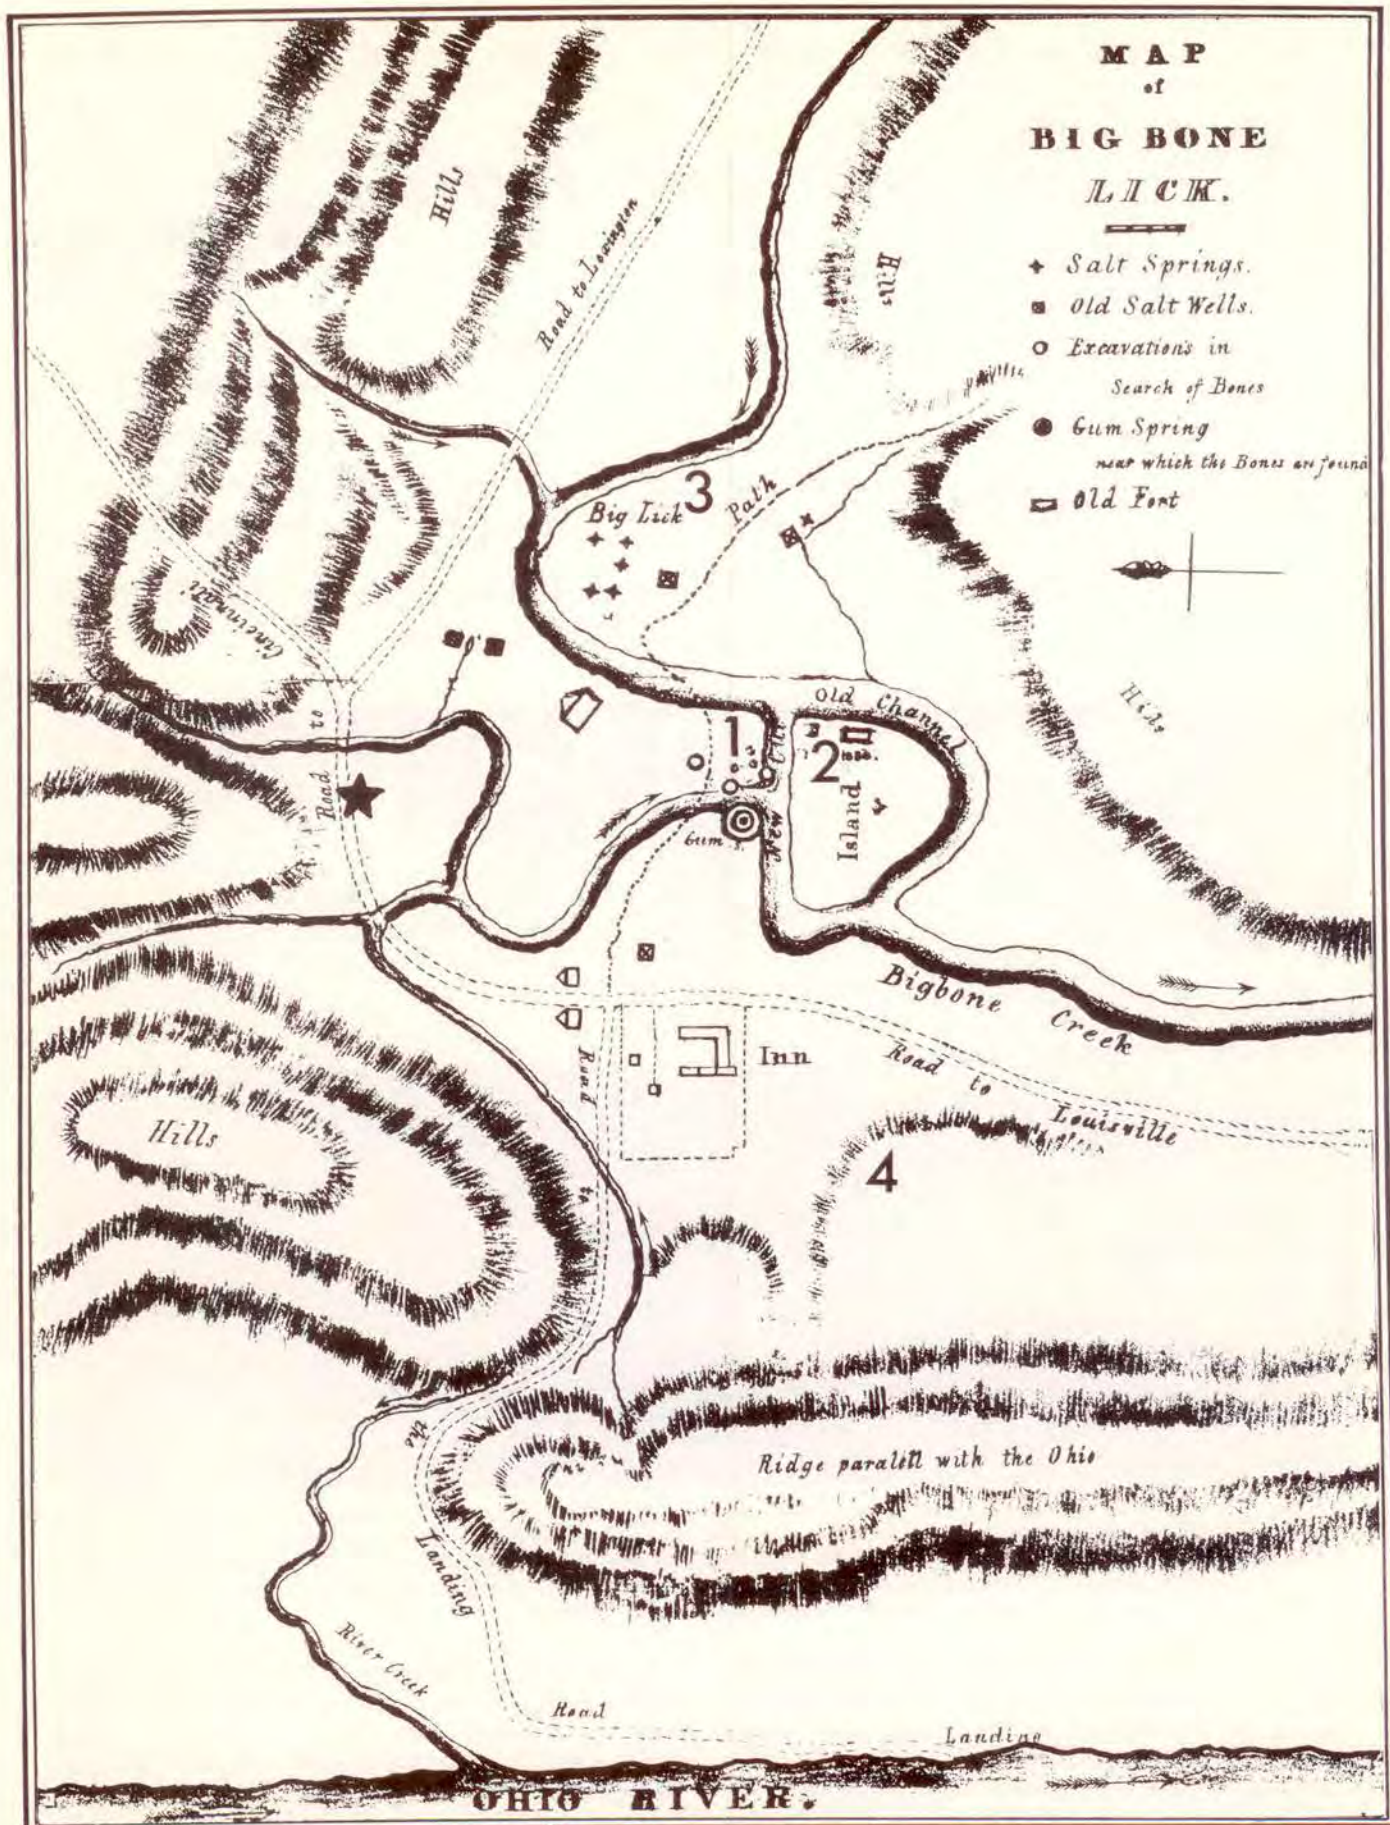 MAP
of
BIG BONE
LICK.
Salt Springs.
Old Salt Wells.
Excavations in
Search of Bones
Gum Spring
near which the Bones are found
Old Fort
Hills
Road to Lexington
Hills
Big Lick
3
Path
Cincinnati
Road to
Hills
Old Channel
1
2
Cut
New
Island
Gum S.
Bigbone Creek
Inn
Road to Louisville
Road to the Landing
Hills
4
Ridge paralell with the Ohio
River Creek
Road
Landing
OHIO RIVER.